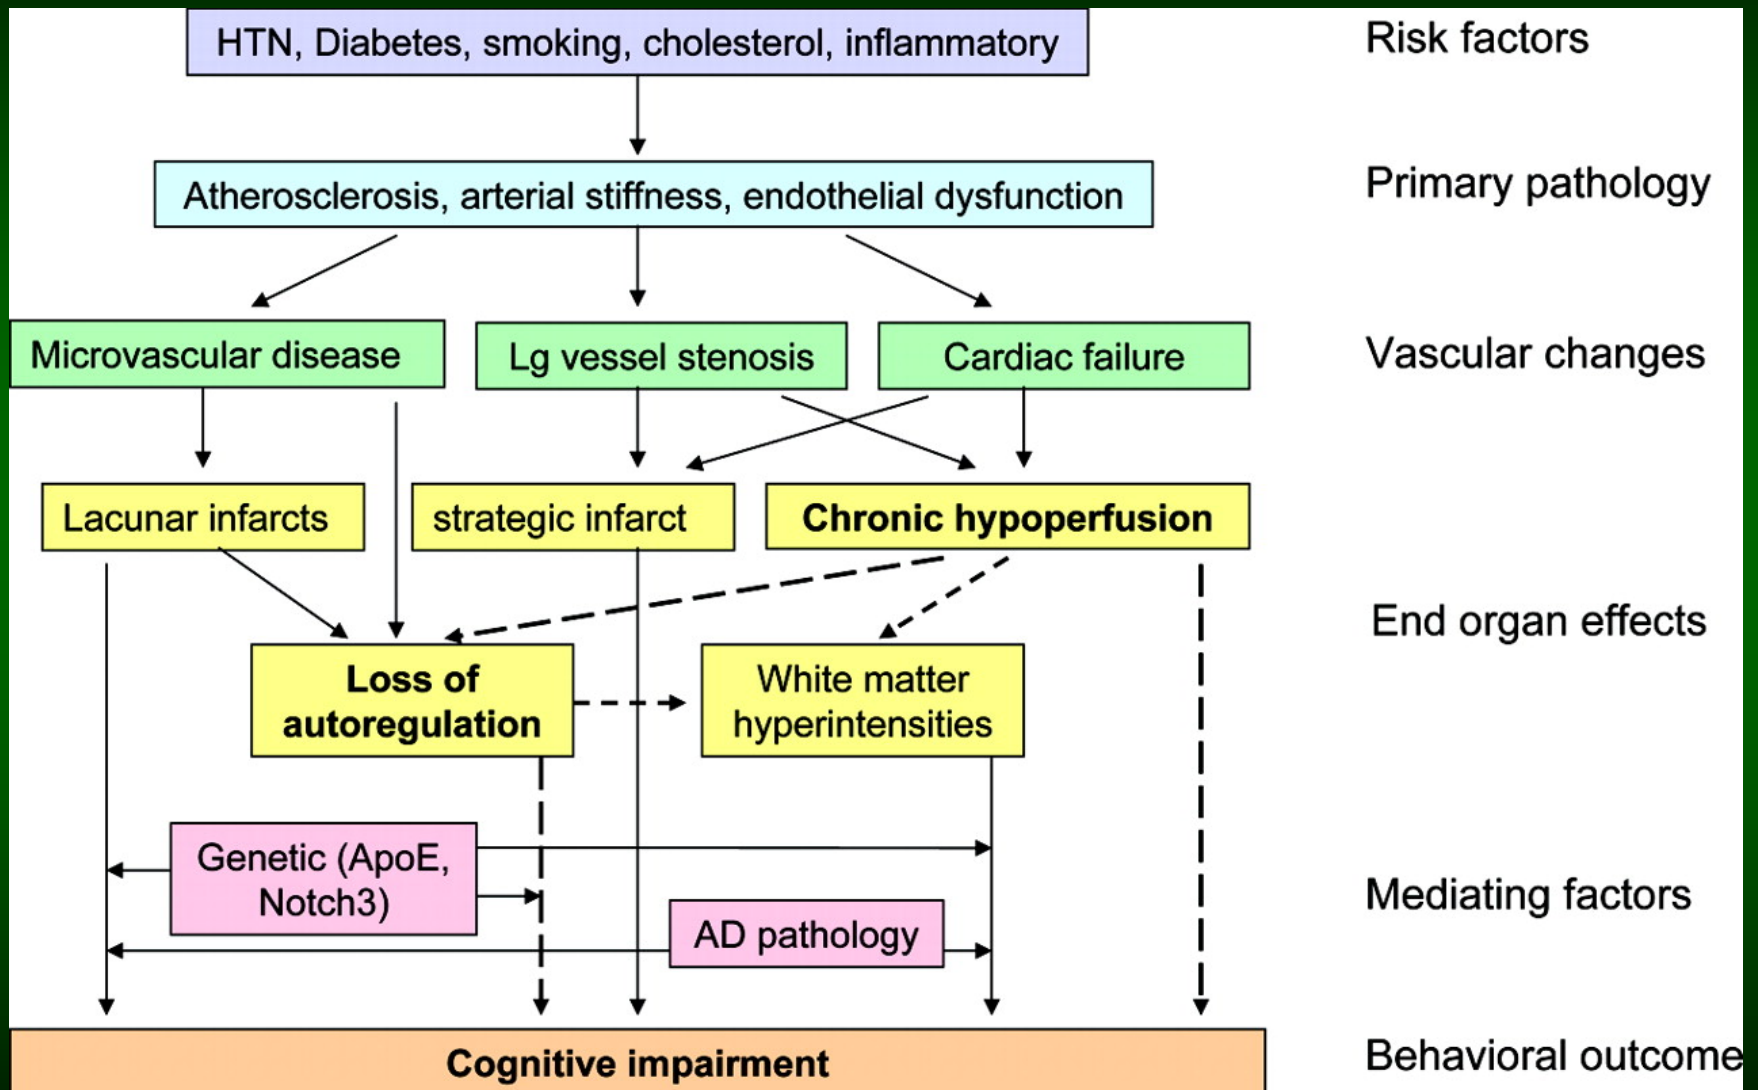 HTN, Diabetes, smoking, cholesterol, inflammatory
Risk factors
Atherosclerosis, arterial stiffness, endothelial dysfunction
Primary pathology
Microvascular disease
Lg vessel stenosis
Cardiac failure
Vascular changes
Lacunar infarcts
strategic infarct
Chronic hypoperfusion
End organ effects
Loss of
autoregulation
White matter
hyperintensities
Genetic (ApoE,
Notch3)
AD pathology
Mediating factors
Cognitive impairment
Behavioral outcome